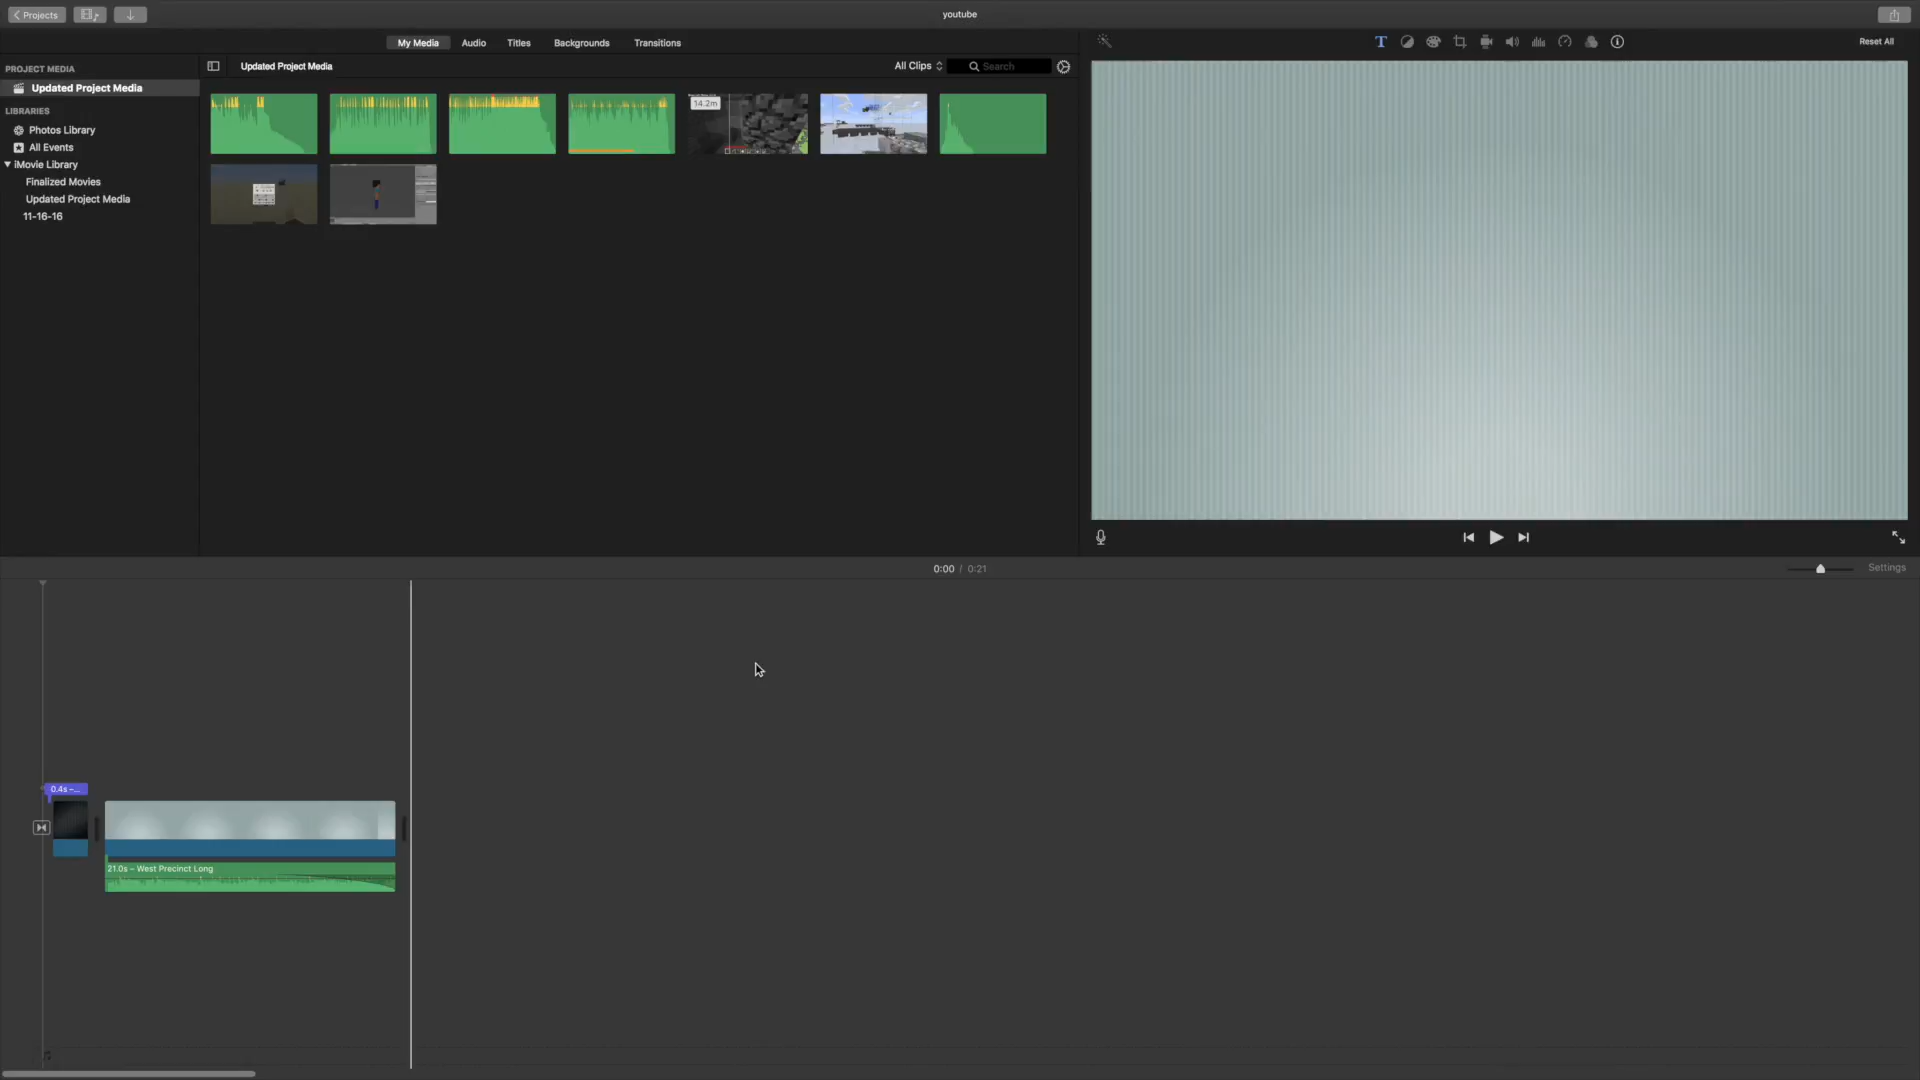 Projects
youtube
My Media
Audio
Titles
Backgrounds
Transitions
Reset All
PROJECT MEDIA
Updated Project Media
LIBRARIES
Photos Library
All Events
iMovie Library
Finalized Movies
Updated Project Media
11-16-16
Updated Project Media
All Clips
Search
14.2m
0:00 / 0:21
Settings
0.4s –...
21.0s – West Precinct Long